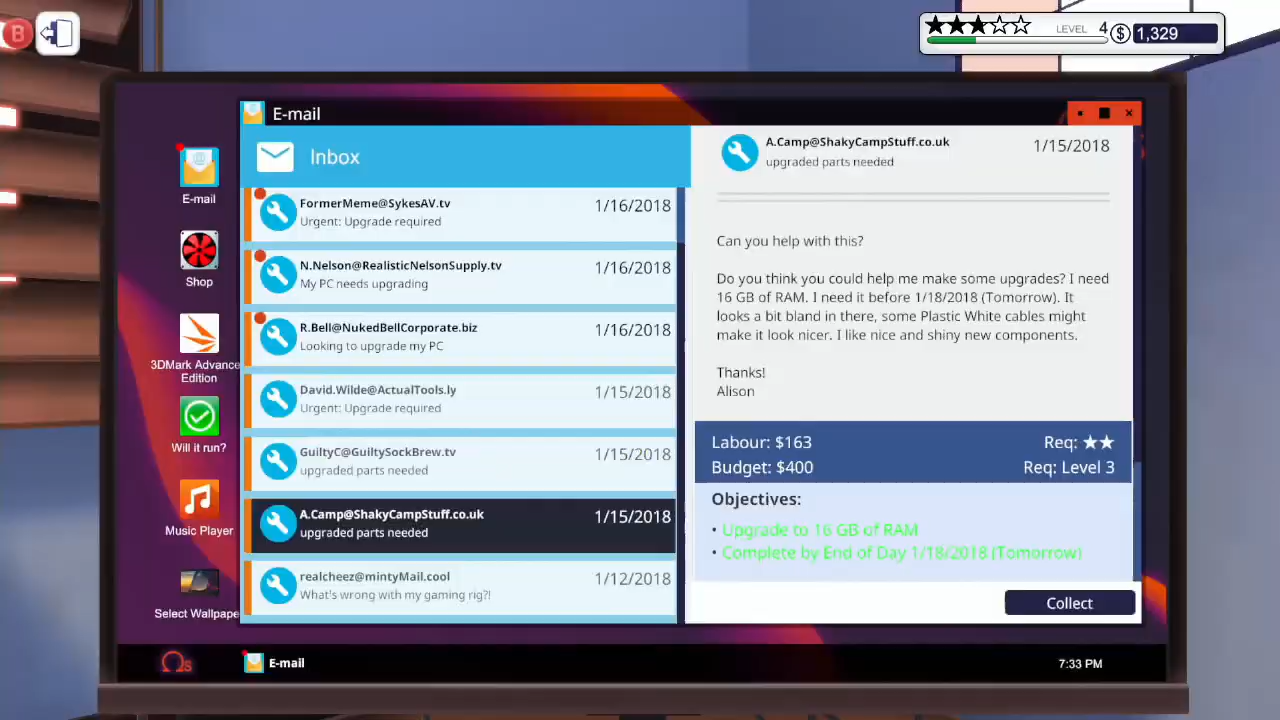 B
LEVEL 4 $ 1,329
E-mail
Inbox
FormerMeme@SykesAV.tv 1/16/2018
Urgent: Upgrade required
N.Nelson@RealisticNelsonSupply.tv 1/16/2018
My PC needs upgrading
R.Bell@NukedBellCorporate.biz 1/16/2018
Looking to upgrade my PC
David.Wilde@ActualTools.ly 1/15/2018
Urgent: Upgrade required
GuiltyC@GuiltySockBrew.tv 1/15/2018
upgraded parts needed
A.Camp@ShakyCampStuff.co.uk 1/15/2018
upgraded parts needed
realcheez@mintyMail.cool 1/12/2018
What's wrong with my gaming rig?!
A.Camp@ShakyCampStuff.co.uk 1/15/2018
upgraded parts needed
Can you help with this?
Do you think you could help me make some upgrades? I need
16 GB of RAM. I need it before 1/18/2018 (Tomorrow). It
looks a bit bland in there, some Plastic White cables might
make it look nicer. I like nice and shiny new components.
Thanks!
Alison
Labour: $163 Req: ★★
Budget: $400 Req: Level 3
Objectives:
• Upgrade to 16 GB of RAM
• Complete by End of Day 1/18/2018 (Tomorrow)
Collect
E-mail
Shop
3DMark Advance
Edition
Will it run?
Music Player
Select Wallpape
Ωs
E-mail
7:33 PM